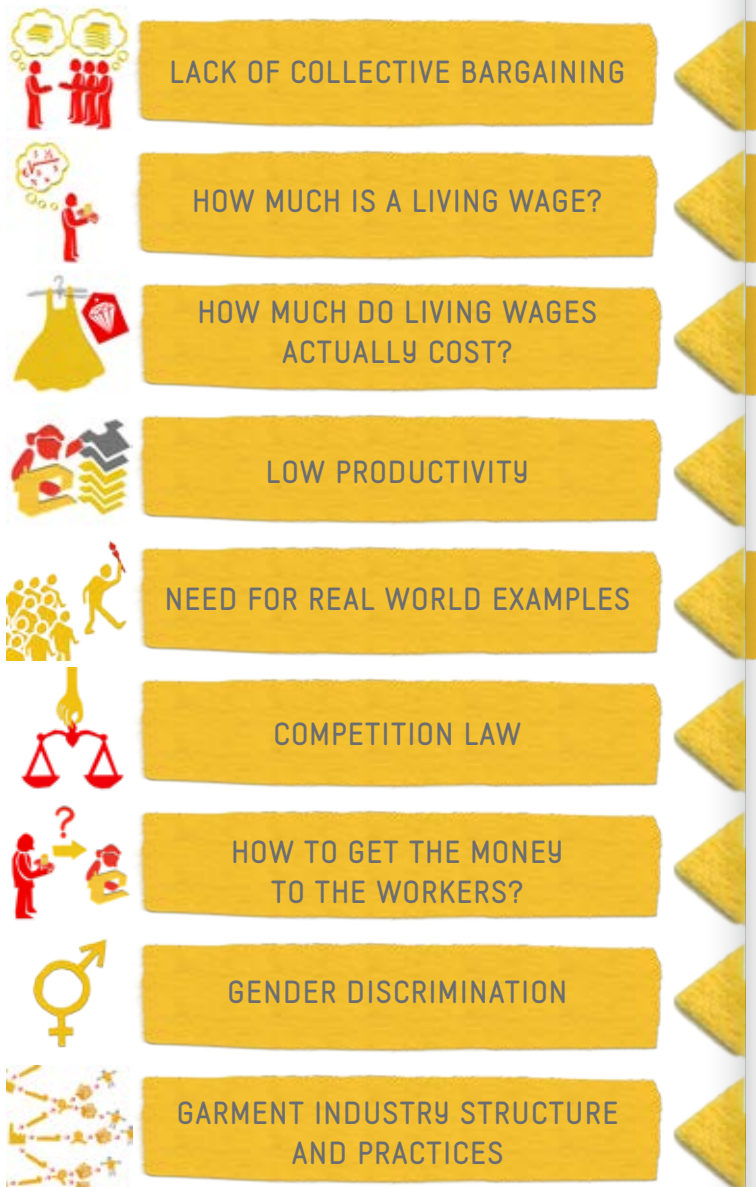 LACK OF COLLECTIVE BARGAINING
HOW MUCH IS A LIVING WAGE?
HOW MUCH DO LIVING WAGES
ACTUALLY COST?
LOW PRODUCTIVITY
NEED FOR REAL WORLD EXAMPLES
COMPETITION LAW
?
HOW TO GET THE MONEY
TO THE WORKERS?
GENDER DISCRIMINATION
GARMENT INDUSTRY STRUCTURE
AND PRACTICES